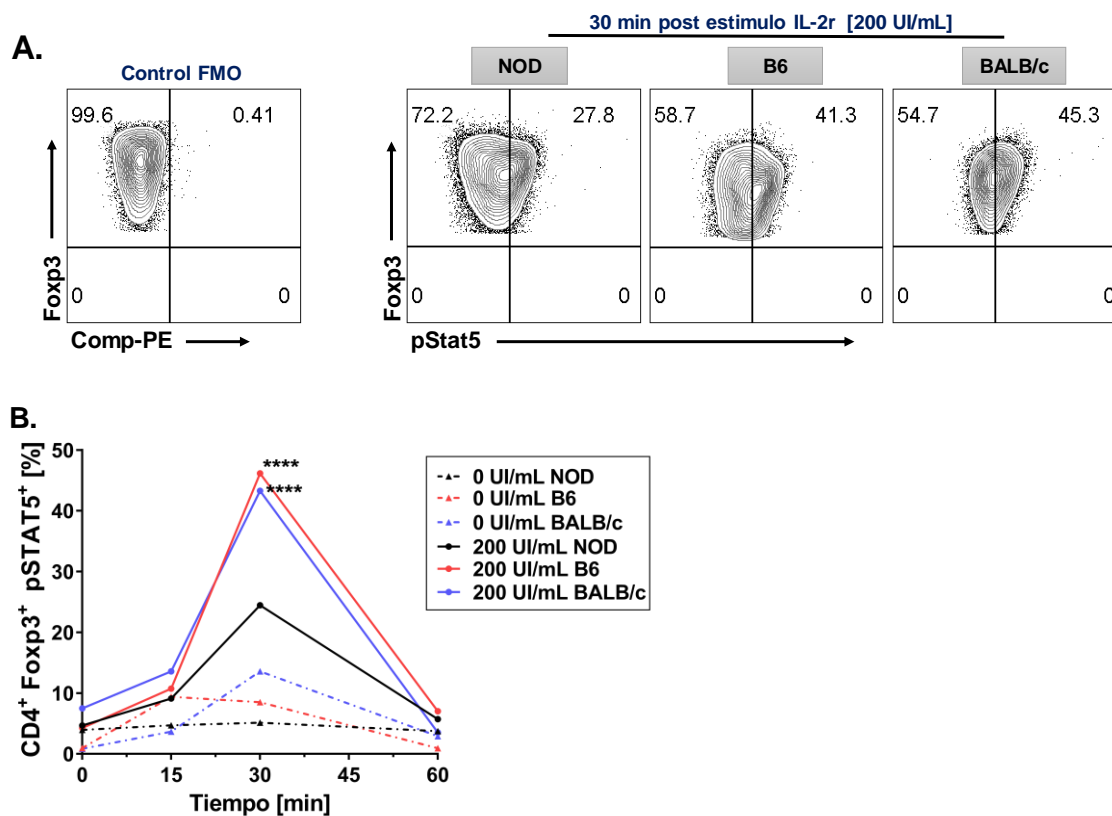 A.
30 min post estimulo IL-2r [200 UI/mL]
Control FMO
NOD
B6
BALB/c
99.6
0.41
0
0
72.2
27.8
0
0
58.7
41.3
0
0
54.7
45.3
0
0
Foxp3
Comp-PE
Foxp3
pStat5
B.
CD4+ Foxp3+ pSTAT5+ [%]
50
40
30
20
10
0
0
15
30
45
60
Tiempo [min]
****
****
0 UI/mL NOD
0 UI/mL B6
0 UI/mL BALB/c
200 UI/mL NOD
200 UI/mL B6
200 UI/mL BALB/c